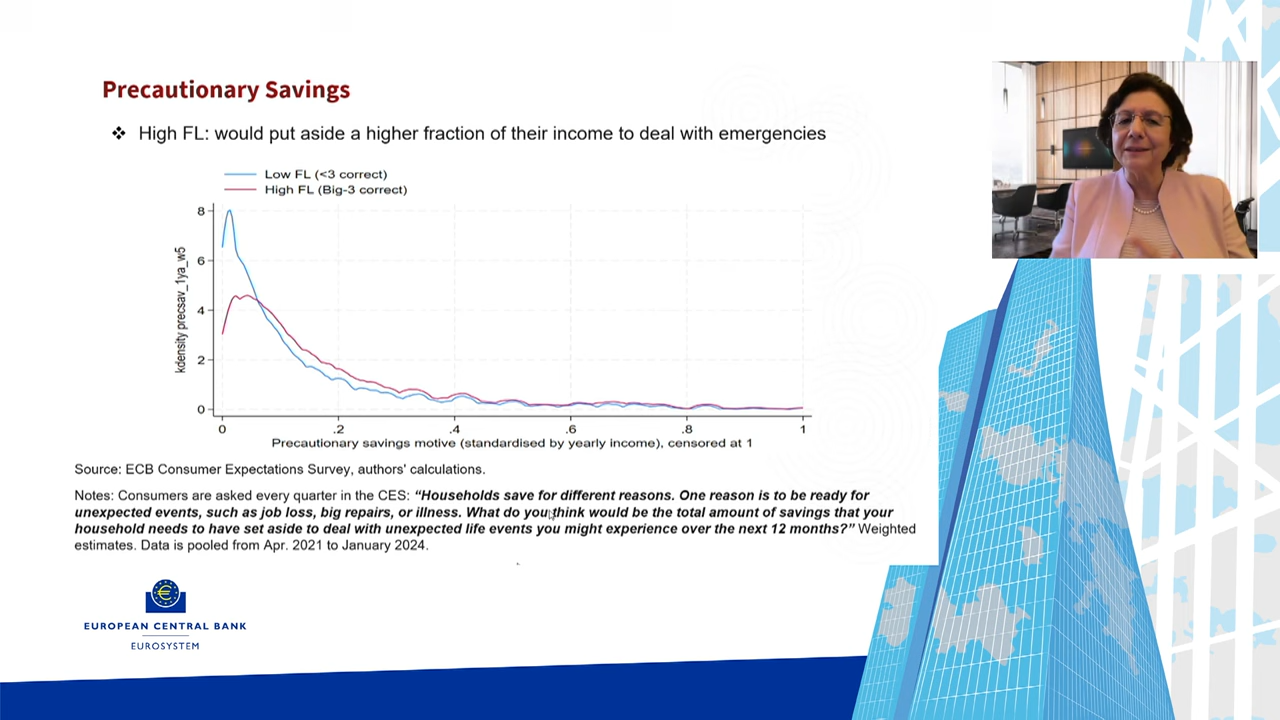 Precautionary Savings
❖ High FL: would put aside a higher fraction of their income to deal with emergencies
Low FL (<3 correct)
High FL (Big-3 correct)
kdensity precsav_1ya_w5
8
6
4
2
0
0 .2 .4 .6 .8 1
Precautionary savings motive (standardised by yearly income), censored at 1
Source: ECB Consumer Expectations Survey, authors' calculations.
Notes: Consumers are asked every quarter in the CES: “Households save for different reasons. One reason is to be ready for
unexpected events, such as job loss, big repairs, or illness. What do you think would be the total amount of savings that your
household needs to have set aside to deal with unexpected life events you might experience over the next 12 months?” Weighted
estimates. Data is pooled from Apr. 2021 to January 2024.
EUROPEAN CENTRAL BANK
EUROSYSTEM